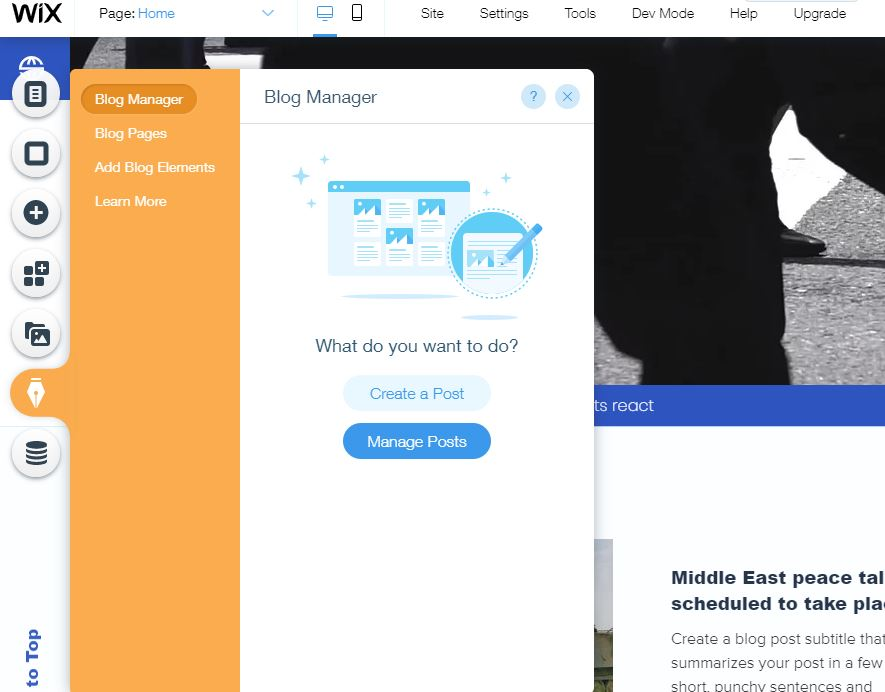 WiX
Page: Home
Site
Settings
Tools
Dev Mode
Help
Upgrade
Blog Manager
Blog Pages
Add Blog Elements
Learn More
Blog Manager
?
What do you want to do?
Create a Post
Manage Posts
ts react
Middle East peace tal
scheduled to take pla
Create a blog post subtitle that
summarizes your post in a few
short, punchy sentences and
to Top